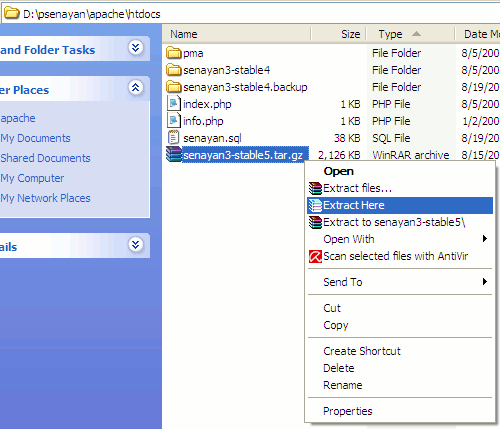 D:\psenayan\apache\htdocs
and Folder Tasks
er Places
apache
My Documents
Shared Documents
My Computer
My Network Places
ails
Name Size Type Date Mo
pma File Folder 8/5/200
senayan3-stable4 File Folder 8/5/200
senayan3-stable4.backup File Folder 8/19/20
index.php 1 KB PHP File 8/5/200
info.php 1 KB PHP File 1/2/200
senayan.sql 38 KB SQL File 8/19/20
senayan3-stable5.tar.gz 2,126 KB WinRAR archive 8/15/20
Open
Extract files...
Extract Here
Extract to senayan3-stable5\
Open With
Scan selected files with AntiVir
Send To
Cut
Copy
Create Shortcut
Delete
Rename
Properties